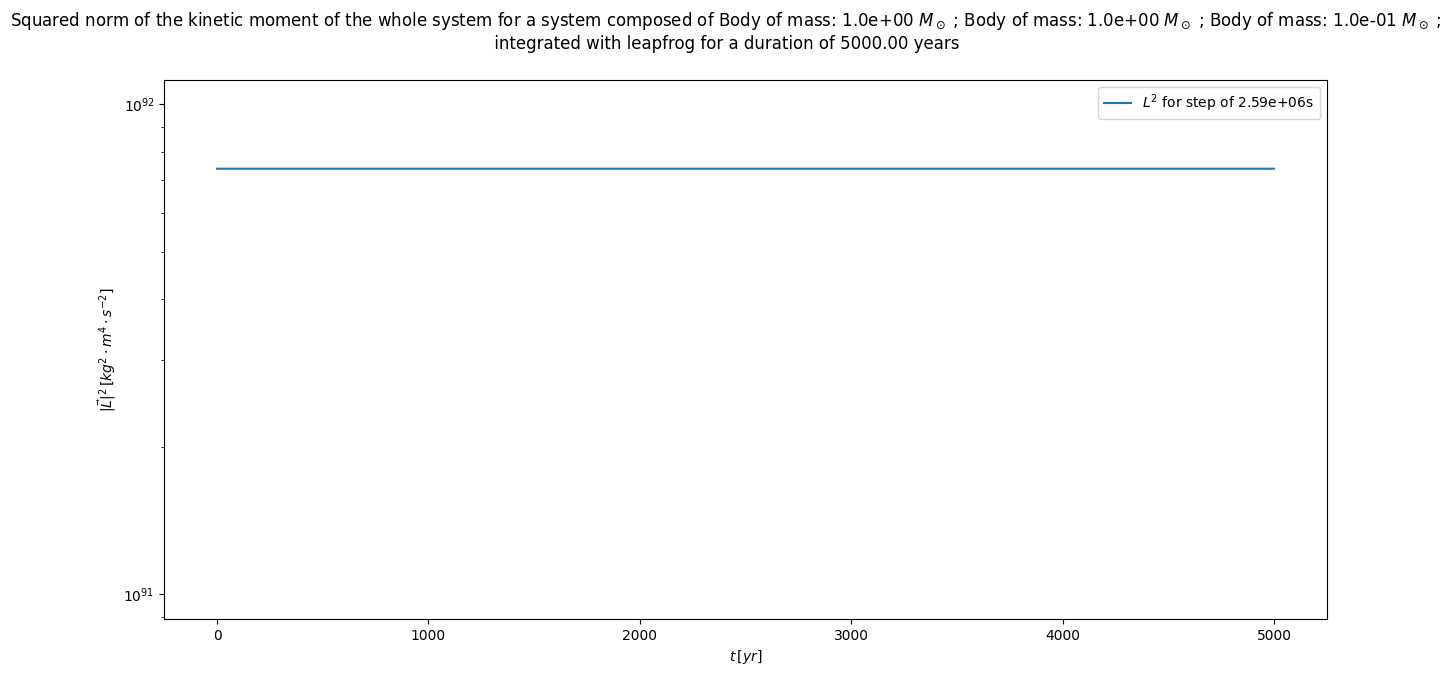 Squared norm of the kinetic moment of the whole system for a system composed of Body of mass: 1.0e+00 $M_\odot$ ; Body of mass: 1.0e+00 $M_\odot$ ; Body of mass: 1.0e-01 $M_\odot$ ;
integrated with leapfrog for a duration of 5000.00 years
$L^2$ for step of 2.59e+06s
$10^{92}$
$10^{91}$
$|\vec{L}|^2 \, [kg^2 \cdot m^4 \cdot s^{-2}]$
0 1000 2000 3000 4000 5000
$t \, [yr]$